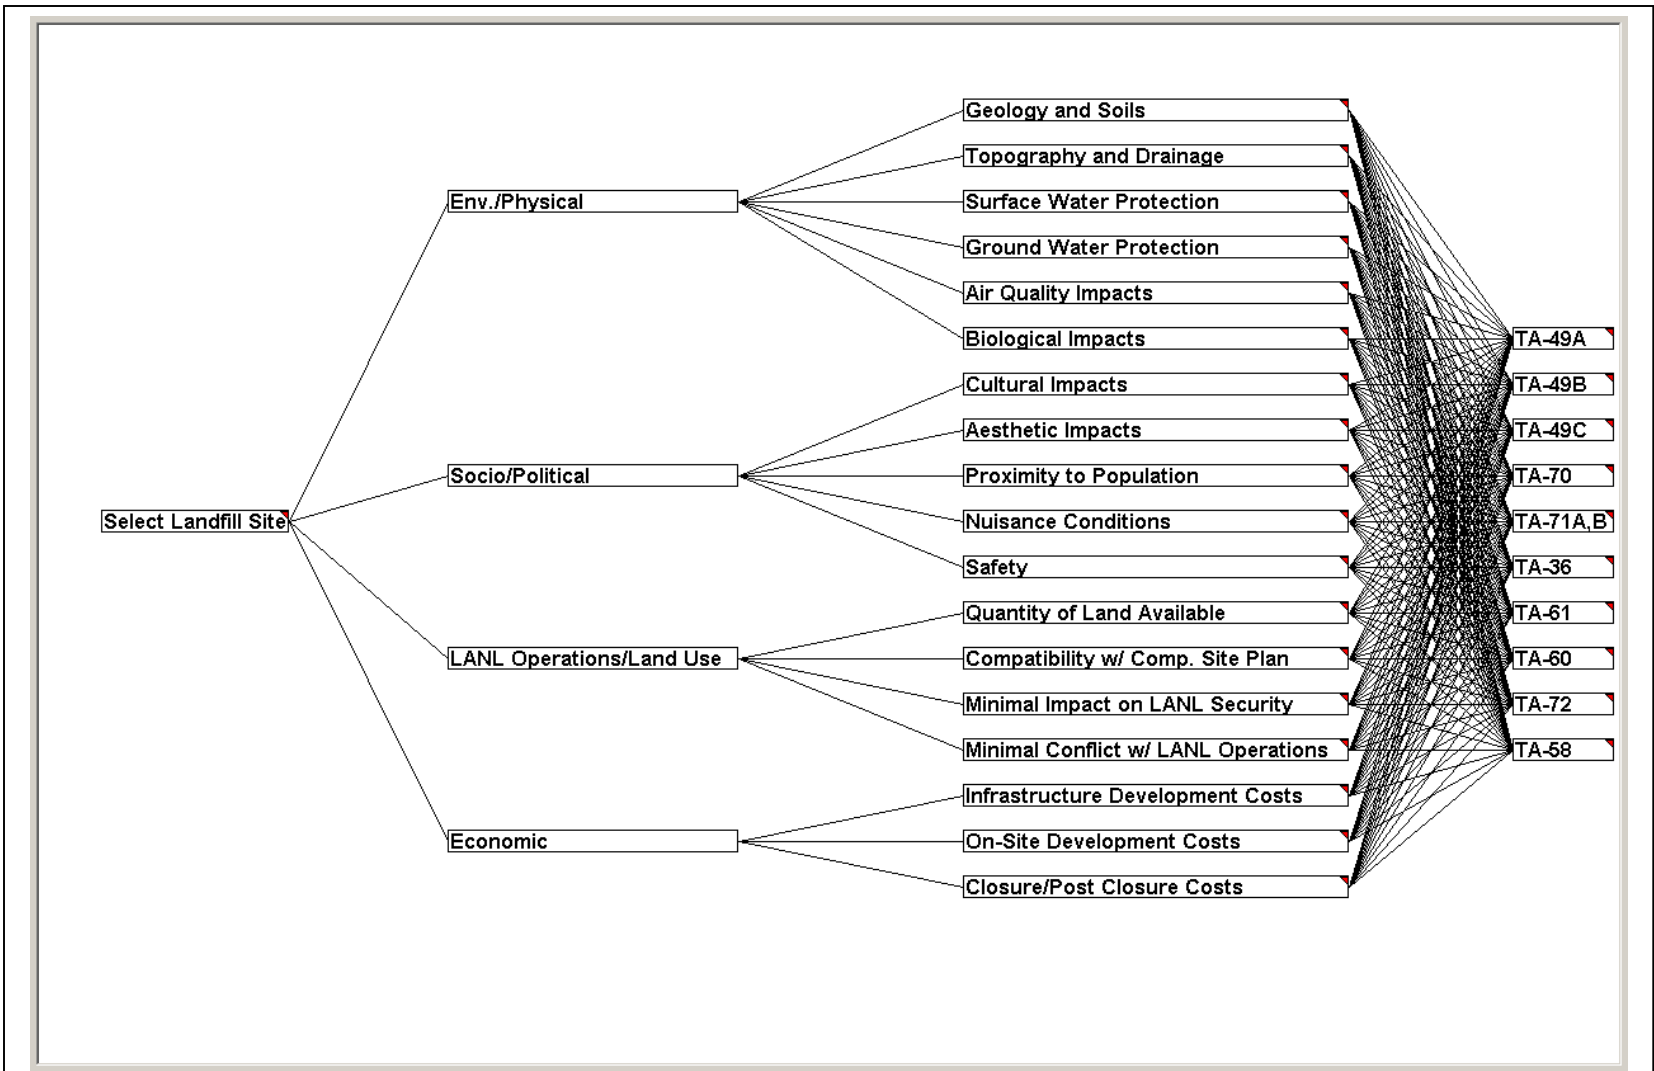 Select Landfill Site
Env./Physical
Socio/Political
LANL Operations/Land Use
Economic
Geology and Soils
Topography and Drainage
Surface Water Protection
Ground Water Protection
Air Quality Impacts
Biological Impacts
Cultural Impacts
Aesthetic Impacts
Proximity to Population
Nuisance Conditions
Safety
Quantity of Land Available
Compatibility w/ Comp. Site Plan
Minimal Impact on LANL Security
Minimal Conflict w/ LANL Operations
Infrastructure Development Costs
On-Site Development Costs
Closure/Post Closure Costs
TA-49A
TA-49B
TA-49C
TA-70
TA-71A,B
TA-36
TA-61
TA-60
TA-72
TA-58